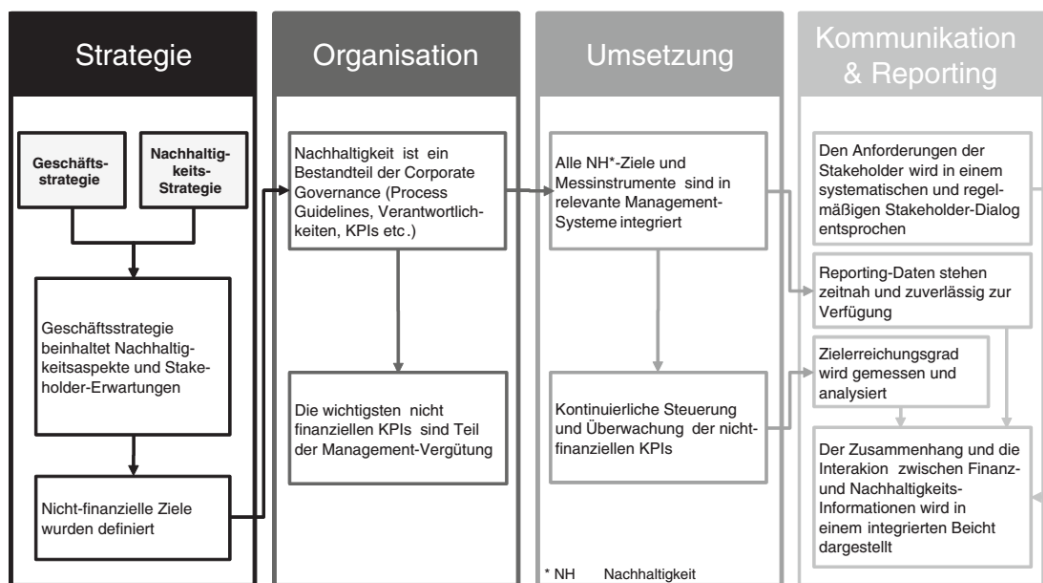 Strategie
Geschäfts-
strategie
Nachhaltig-
keits-
Strategie
Geschäftsstrategie
beinhaltet Nachhaltig-
keitsaspekte und Stake-
holder-Erwartungen
Nicht-finanzielle Ziele
wurden definiert
Organisation
Nachhaltigkeit ist ein
Bestandteil der Corporate
Governance (Process
Guidelines, Verantwortlich-
keiten, KPIs etc.)
Die wichtigsten nicht
finanziellen KPIs sind Teil
der Management-Vergütung
Umsetzung
Alle NH*-Ziele und
Messinstrumente sind in
relevante Management-
Systeme integriert
Kontinuierliche Steuerung
und Überwachung der nicht-
finanziellen KPIs
* NH Nachhaltigkeit
Kommunikation
& Reporting
Den Anforderungen der
Stakeholder wird in einem
systematischen und regel-
mäßigen Stakeholder-Dialog
entsprochen
Reporting-Daten stehen
zeitnah und zuverlässig zur
Verfügung
Zielerreichungsgrad
wird gemessen und
analysiert
Der Zusammenhang und die
Interakion zwischen Finanz-
und Nachhaltigkeits-
Informationen wird in
einem integrierten Beicht
dargestellt